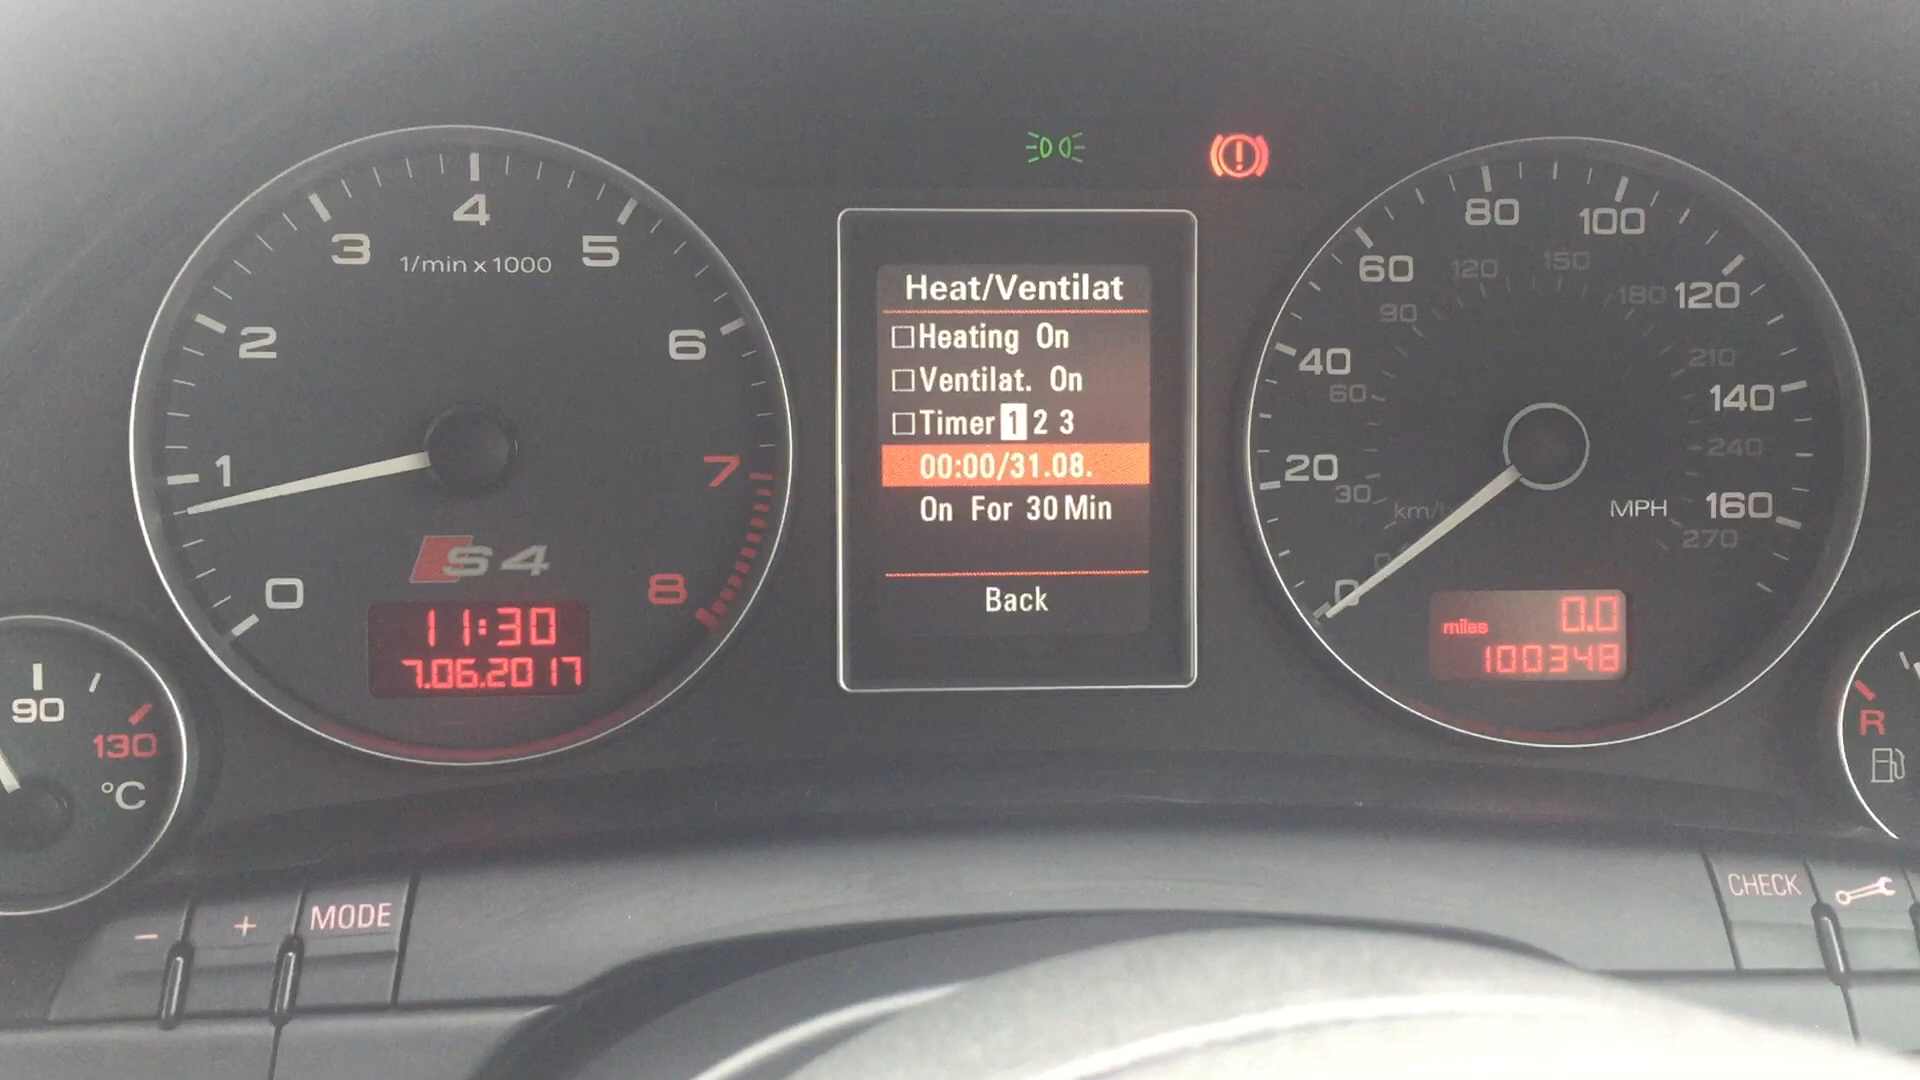 0
1
2
3
4
5
6
7
8
1/min x 1000
S4
11:30
7.06.2017
90
130
°C
Heat/Ventilat
Heating On
Ventilat. On
Timer 1 2 3
00:00/31.08.
On For 30 Min
Back
0
20
40
60
80
100
120
140
160
MPH
km/h
0
30
60
90
120
150
180
210
240
270
miles 0.0
100348
R
- + MODE
CHECK